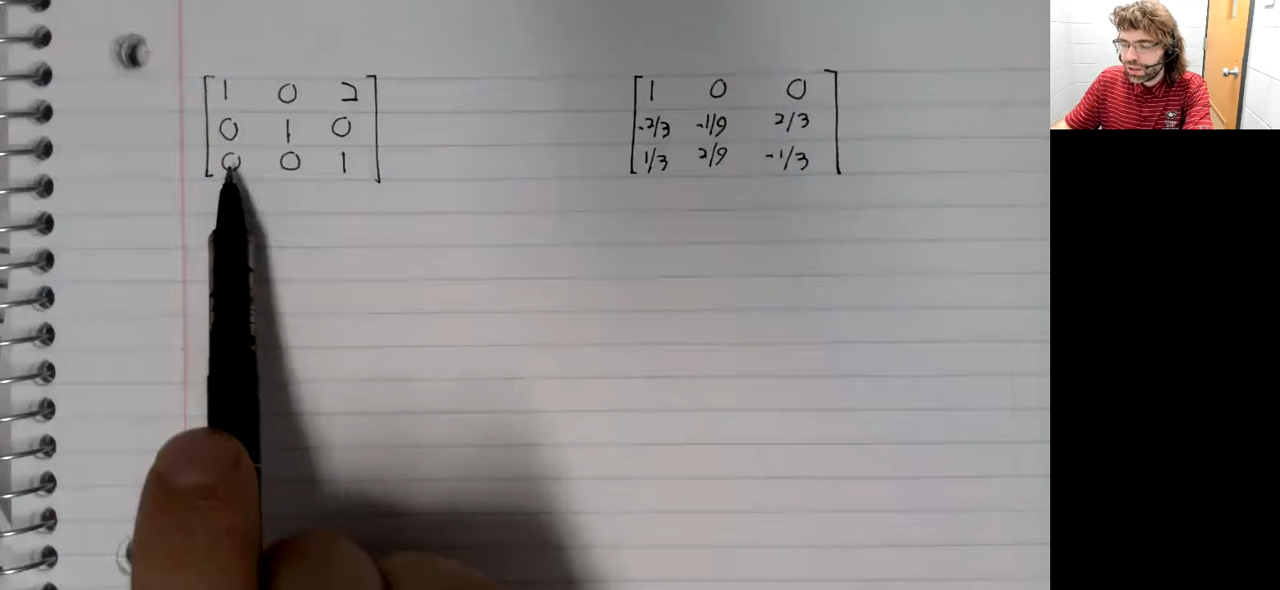 1 0 2
0 1 0
0 0 1
1 0 0
-2/3 -1/9 2/3
1/3 2/9 -1/3